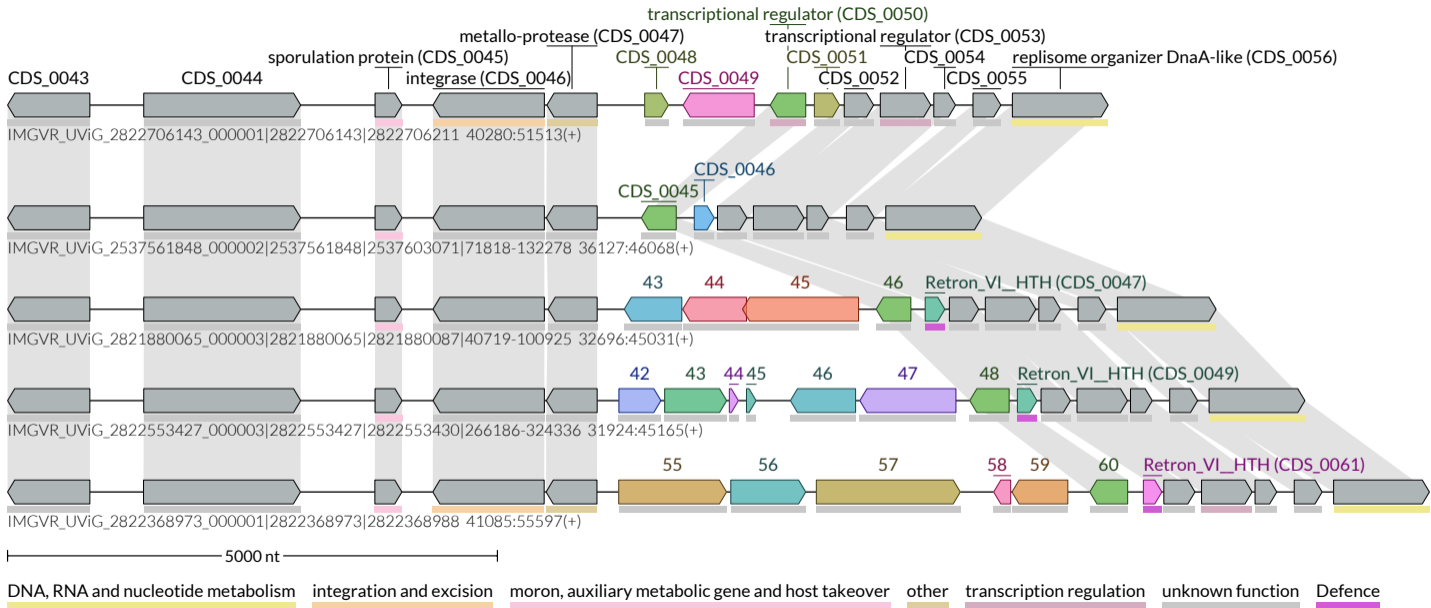 transcriptional regulator (CDS_0050)
metallo-protease (CDS_0047) transcriptional regulator (CDS_0053)
sporulation protein (CDS_0045) CDS_0048 CDS_0051 CDS_0054 replisome organizer DnaA-like (CDS_0056)
CDS_0043 CDS_0044 integrase (CDS_0046) CDS_0049 CDS_0052 CDS_0055
IMGVR_UViG_2822706143_000001|2822706143|2822706211 40280:51513(+)
CDS_0046
CDS_0045
IMGVR_UViG_2537561848_000002|2537561848|2537603071|71818-132278 36127:46068(+)
43 44 45 46 Retron_VI__HTH (CDS_0047)
IMGVR_UViG_2821880065_000003|2821880065|2821880087|40719-100925 32696:45031(+)
42 43 44 45 46 47 48 Retron_VI__HTH (CDS_0049)
IMGVR_UViG_2822553427_000003|2822553427|2822553430|266186-324336 31924:45165(+)
55 56 57 58 59 60 Retron_VI__HTH (CDS_0061)
IMGVR_UViG_2822368973_000001|2822368973|2822368988 41085:55597(+)
5000 nt
DNA, RNA and nucleotide metabolism integration and excision moron, auxiliary metabolic gene and host takeover other transcription regulation unknown function Defence